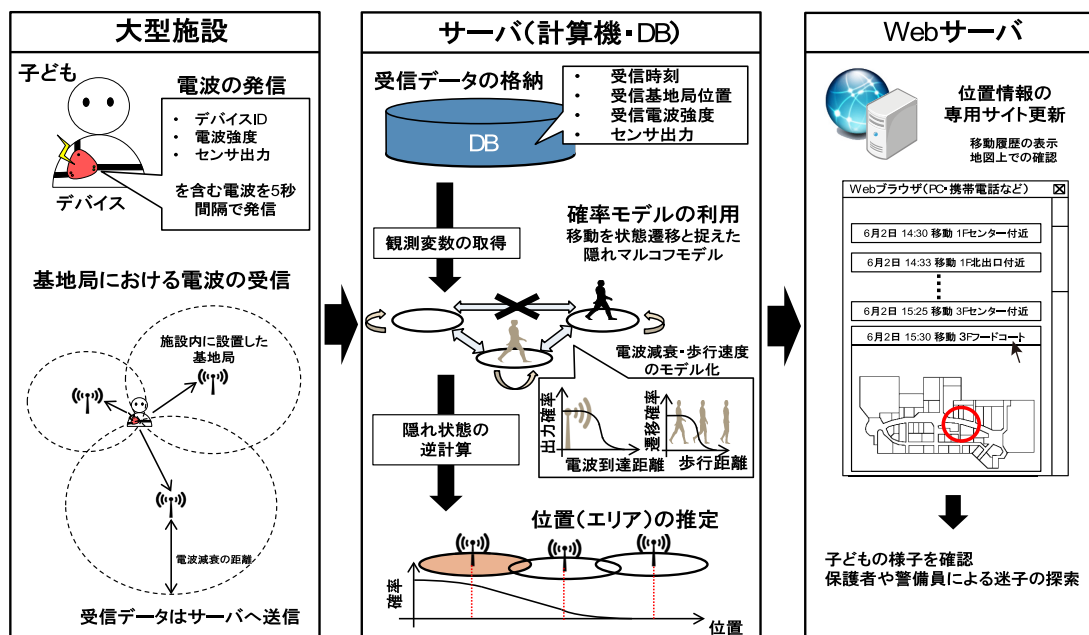 大型施設
子ども
電波の発信
・ デバイスID
・ 電波強度
・ センサ出力
を含む電波を5秒
間隔で発信
デバイス
基地局における電波の受信
施設内に設置した
基地局
電波減衰の距離
受信データはサーバへ送信
サーバ(計算機・DB)
受信データの格納
・ 受信時刻
・ 受信基地局位置
・ 受信電波強度
・ センサ出力
DB
観測変数の取得
確率モデルの利用
移動を状態遷移と捉えた
隠れマルコフモデル
電波減衰・歩行速度
のモデル化
出力確率
電波到達距離
遷移確率
歩行距離
隠れ状態の
逆計算
位置(エリア)の推定
確率
位置
Webサーバ
位置情報の
専用サイト更新
移動履歴の表示
地図上での確認
Webブラウザ(PC・携帯電話など)
6月2日 14:30 移動 1Fセンター付近
6月2日 14:33 移動 1F北出口付近
6月2日 15:25 移動 3Fセンター付近
6月2日 15:30 移動 3Fフードコート
子どもの様子を確認
保護者や警備員による迷子の探索